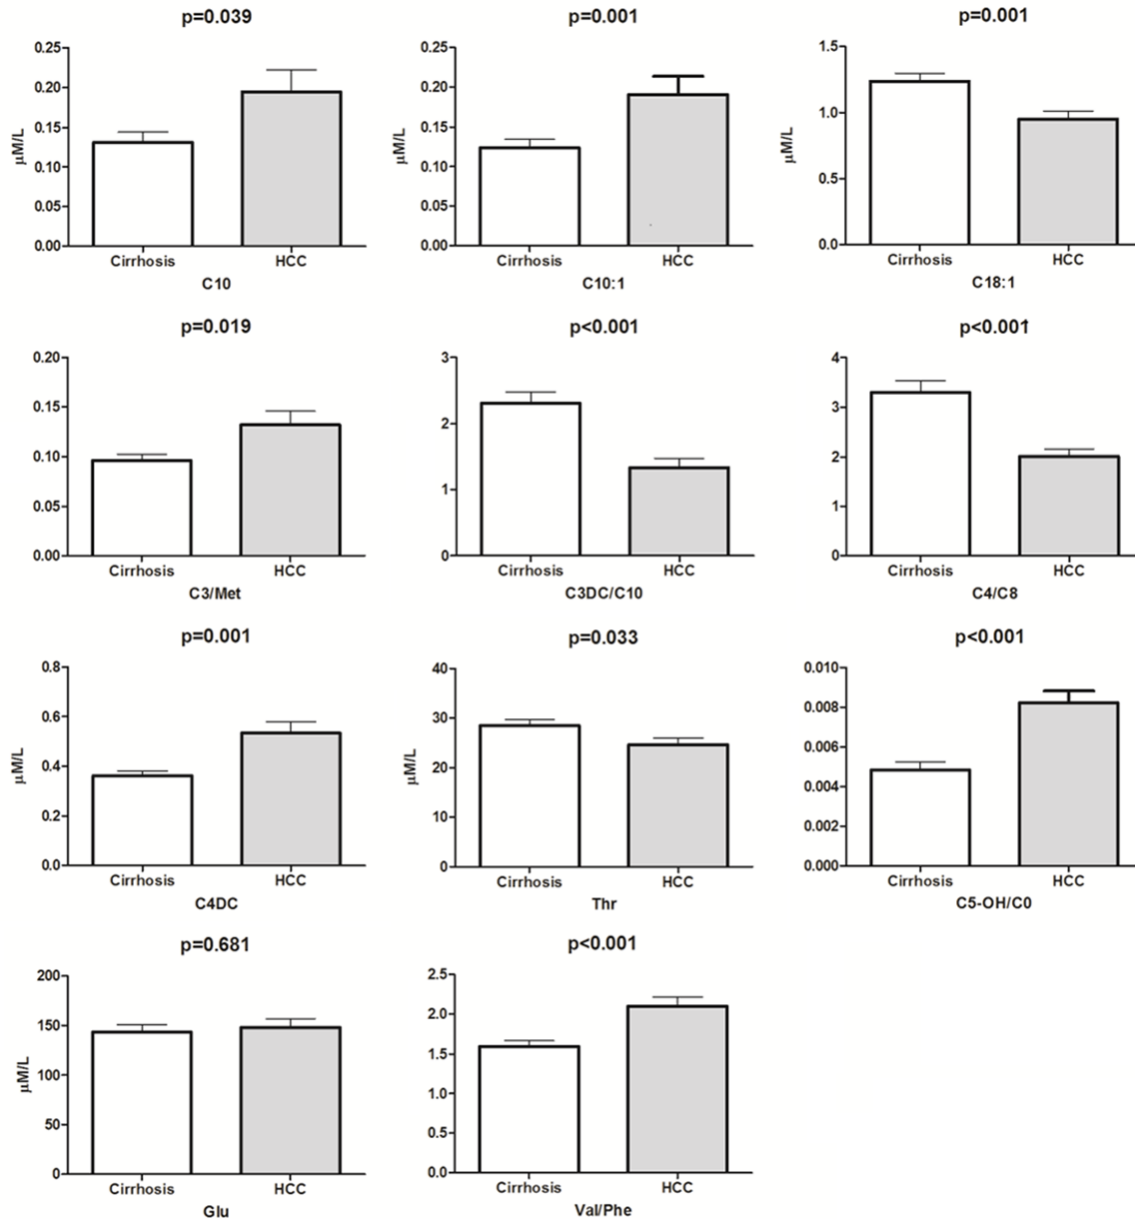 p=0.039
p=0.001
p=0.001
0.25
0.20
0.15
0.10
0.05
0.00
μM/L
Cirrhosis
HCC
C10
0.25
0.20
0.15
0.10
0.05
0.00
μM/L
Cirrhosis
HCC
C10:1
1.5
1.0
0.5
0.0
μM/L
Cirrhosis
HCC
C18:1
p=0.019
p<0.001
p<0.001
0.20
0.15
0.10
0.05
0.00
Cirrhosis
HCC
C3/Met
3
2
1
0
Cirrhosis
HCC
C3DC/C10
4
3
2
1
0
Cirrhosis
HCC
C4/C8
p=0.001
p=0.033
p<0.001
0.8
0.6
0.4
0.2
0.0
μM/L
Cirrhosis
HCC
C4DC
40
30
20
10
0
μM/L
Cirrhosis
HCC
Thr
0.010
0.008
0.006
0.004
0.002
0.000
Cirrhosis
HCC
C5-OH/C0
p=0.681
p<0.001
200
150
100
50
0
μM/L
Cirrhosis
HCC
Glu
2.5
2.0
1.5
1.0
0.5
0.0
Cirrhosis
HCC
Val/Phe